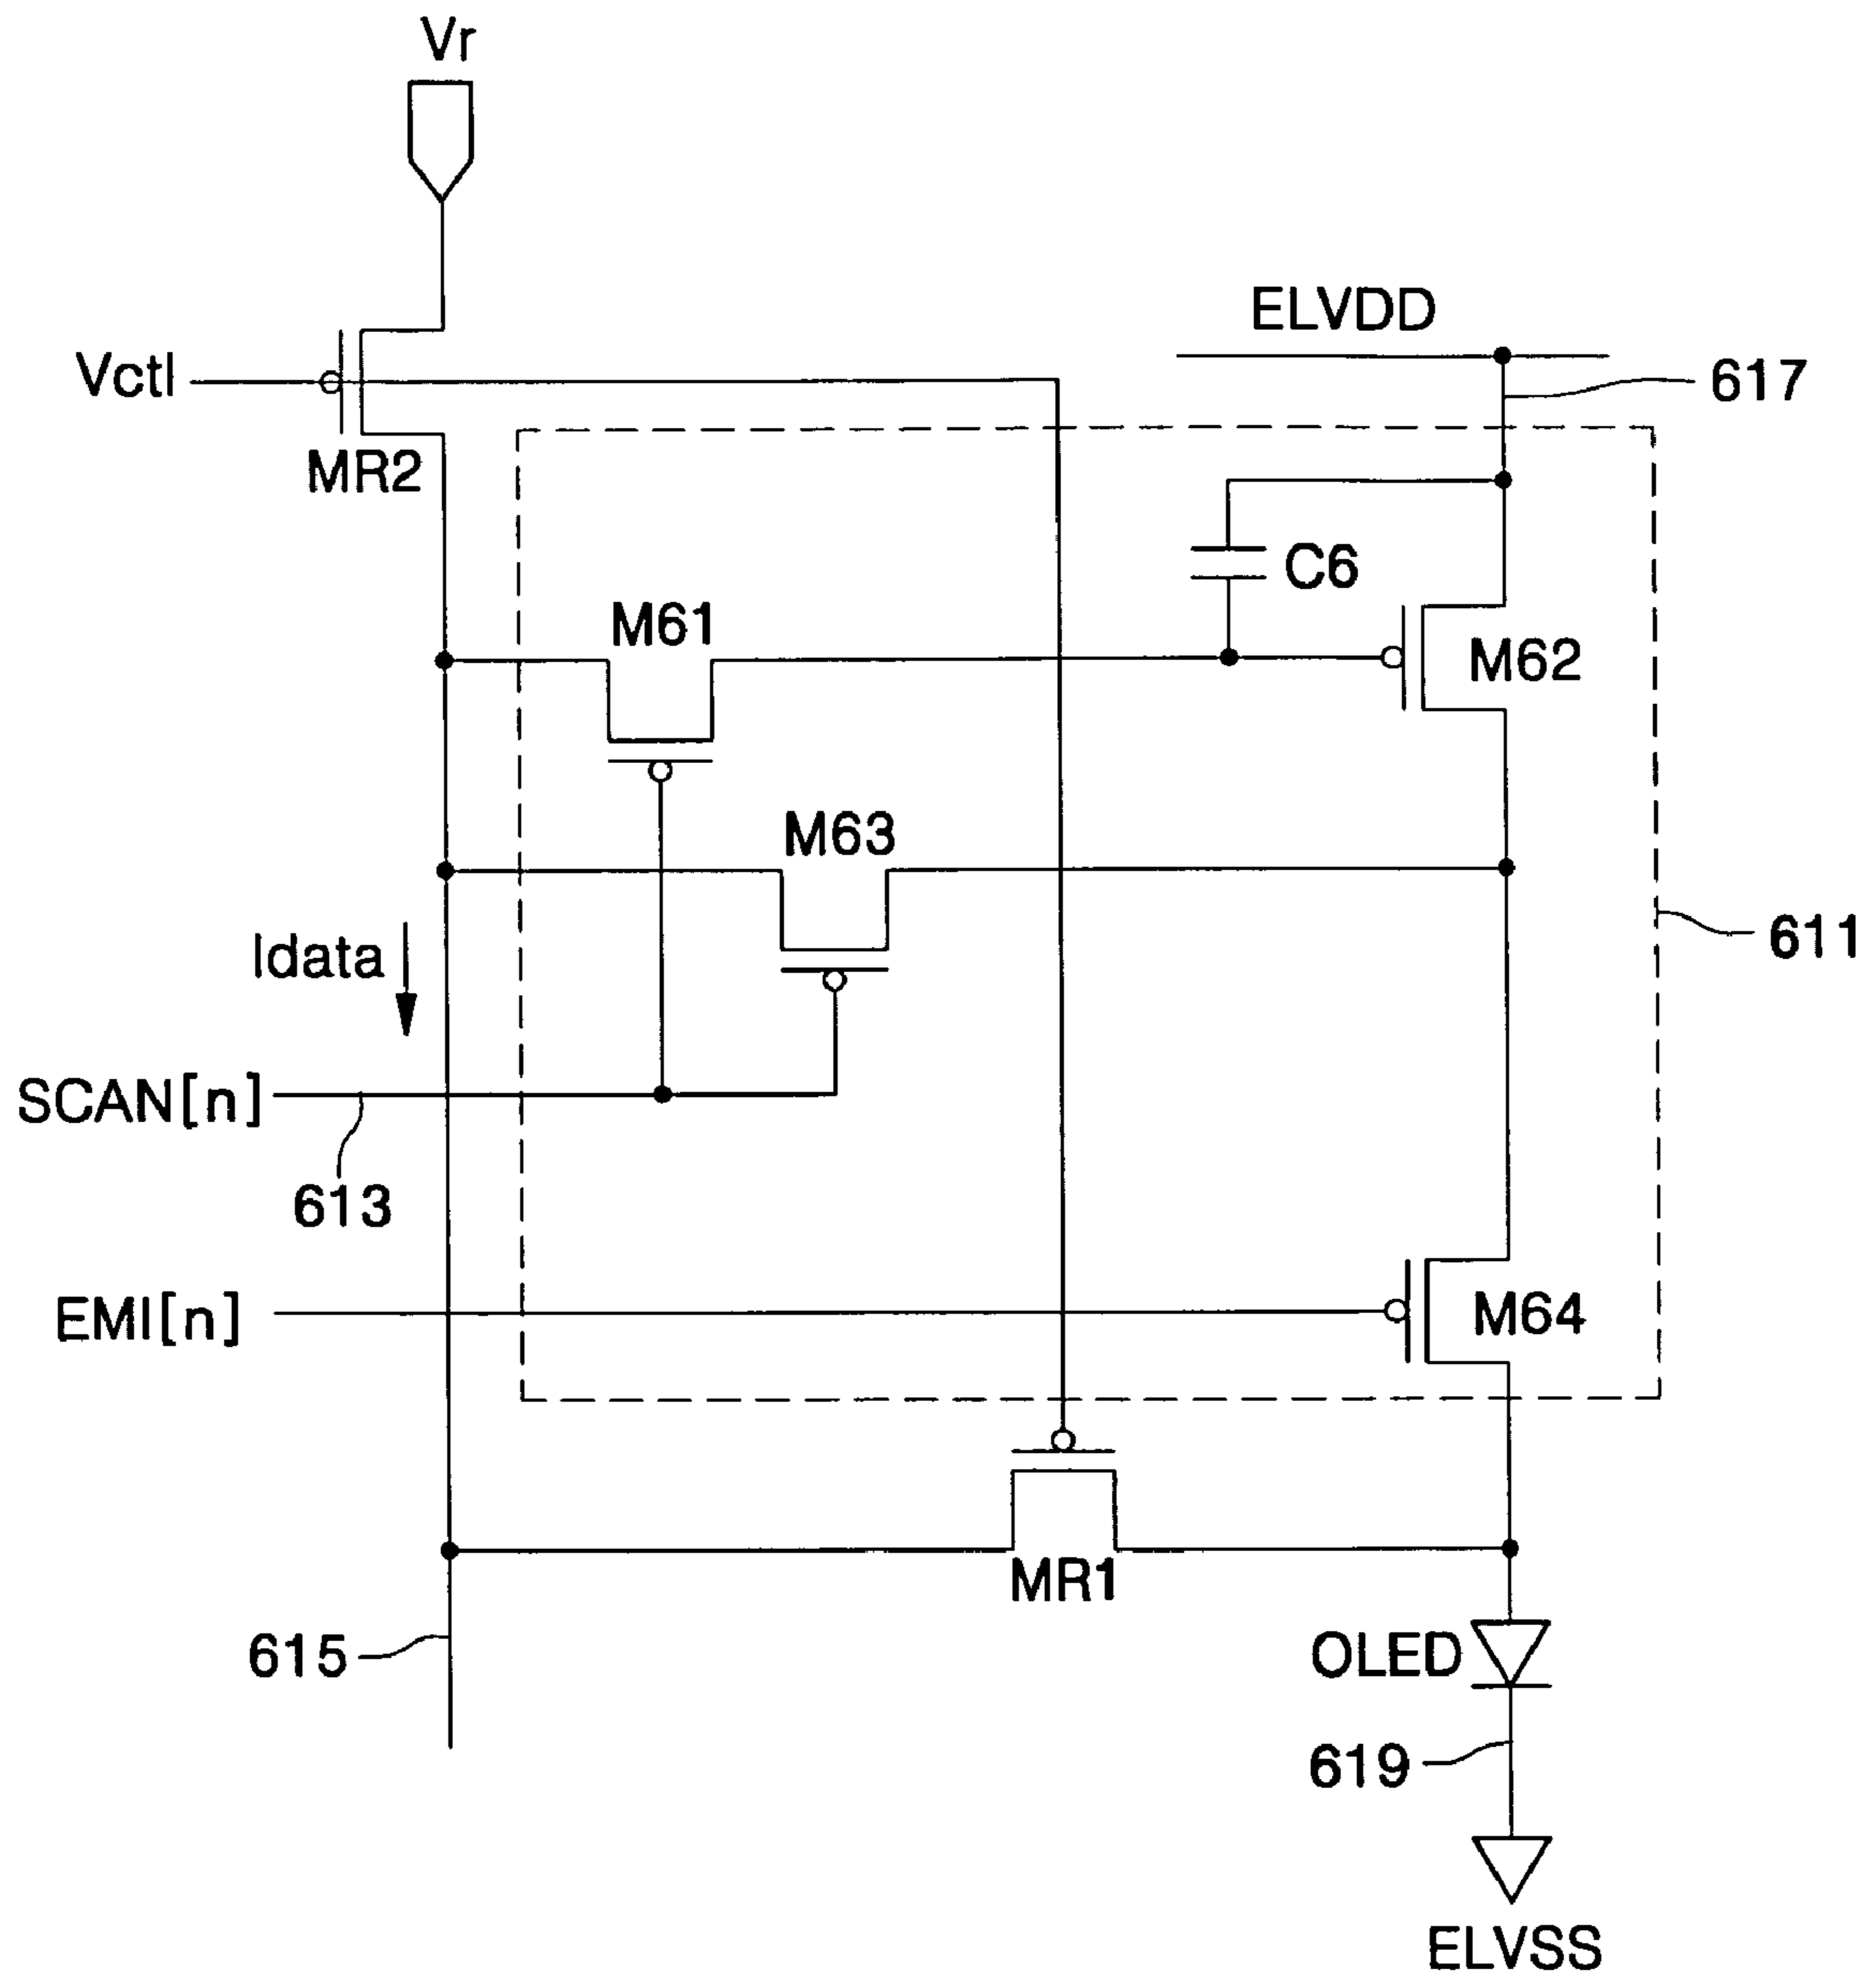 Vr
ELVDD
Vctl
617
MR2
C6
M61
M62
M63
611
Idata
SCAN[n]
613
EMI[n]
M64
MR1
615
OLED
619
ELVSS